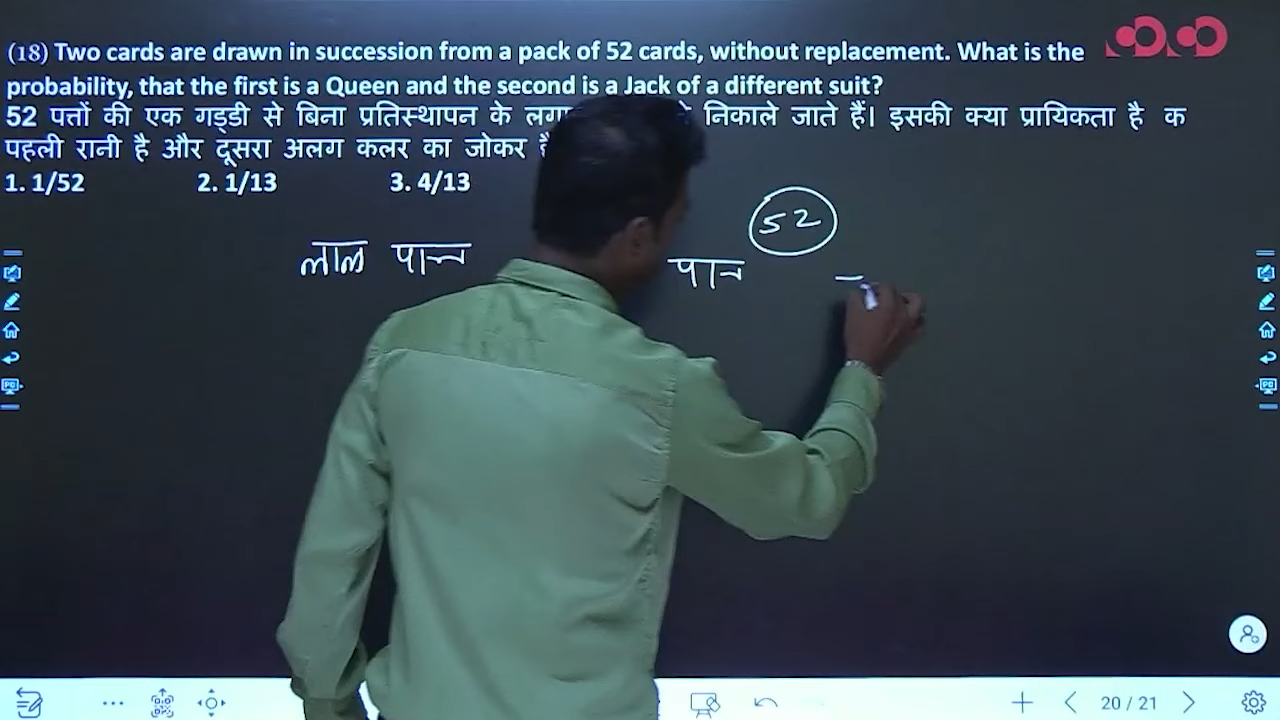 (18) Two cards are drawn in succession from a pack of 52 cards, without replacement. What is the
probability, that the first is a Queen and the second is a Jack of a different suit?
52 पत्तों की एक गड्डी से बिना प्रतिस्थापन के निकाले जाते हैं। इसकी क्या प्रायिकता है क
पहली रानी है और दूसरा अलग कलर का जोकर
1. 1/52 2. 1/13 3. 4/13
52
लाल पान पान
20 / 21